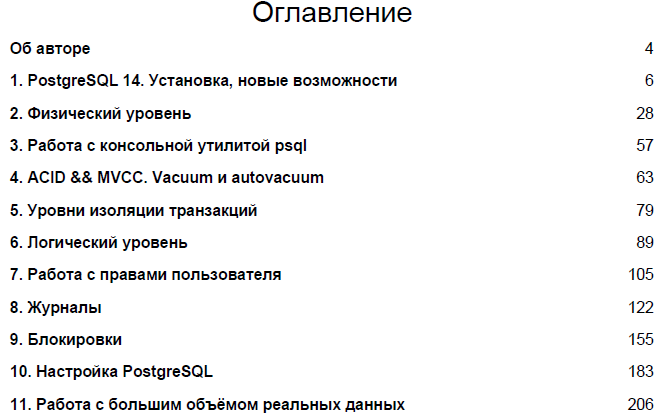 Оглавление
Об авторе 4
1. PostgreSQL 14. Установка, новые возможности 6
2. Физический уровень 28
3. Работа с консольной утилитой psql 57
4. ACID && MVCC. Vacuum и autovacuum 63
5. Уровни изоляции транзакций 79
6. Логический уровень 89
7. Работа с правами пользователя 105
8. Журналы 122
9. Блокировки 155
10. Настройка PostgreSQL 183
11. Работа с большим объёмом реальных данных 206